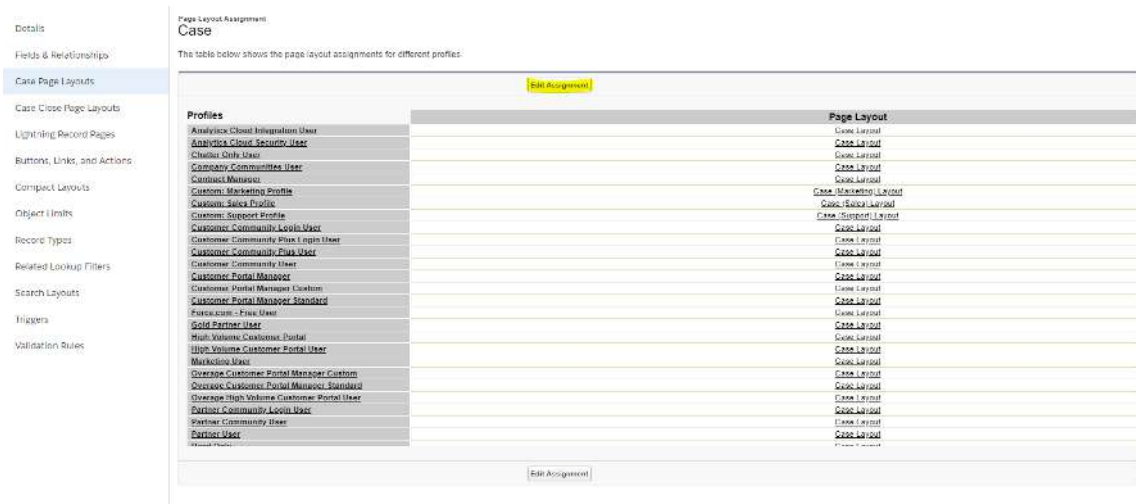 Details
Fields & Relationships
Case Page Layouts
Case Close Page Layouts
Lightning Record Pages
Buttons, Links, and Actions
Compact Layouts
Object Limits
Record Types
Related Lookup Filters
Search Layouts
Triggers
Validation Rules
Page Layout Assignment
Case
The table below shows the page layout assignments for different profiles.
Edit Assignment
Profiles Page Layout
Analytics Cloud Integration User Case Layout
Analytics Cloud Security User Case Layout
Chatter Only User Case Layout
Company Communities User Case Layout
Contract Manager Case Layout
Custom: Marketing Profile Case (Marketing) Layout
Custom: Sales Profile Case (Sales) Layout
Custom: Support Profile Case (Support) Layout
Customer Community Login User Case Layout
Customer Community Plus Login User Case Layout
Customer Community Plus User Case Layout
Customer Community User Case Layout
Customer Portal Manager Case Layout
Customer Portal Manager Custom Case Layout
Customer Portal Manager Standard Case Layout
Force.com - Free User Case Layout
Gold Partner User Case Layout
High Volume Customer Portal Case Layout
High Volume Customer Portal User Case Layout
Marketing User Case Layout
Overage Customer Portal Manager Custom Case Layout
Overage Customer Portal Manager Standard Case Layout
Overage High Volume Customer Portal User Case Layout
Partner Community Login User Case Layout
Partner Community User Case Layout
Partner User Case Layout
Read Only Case Layout
Edit Assignment